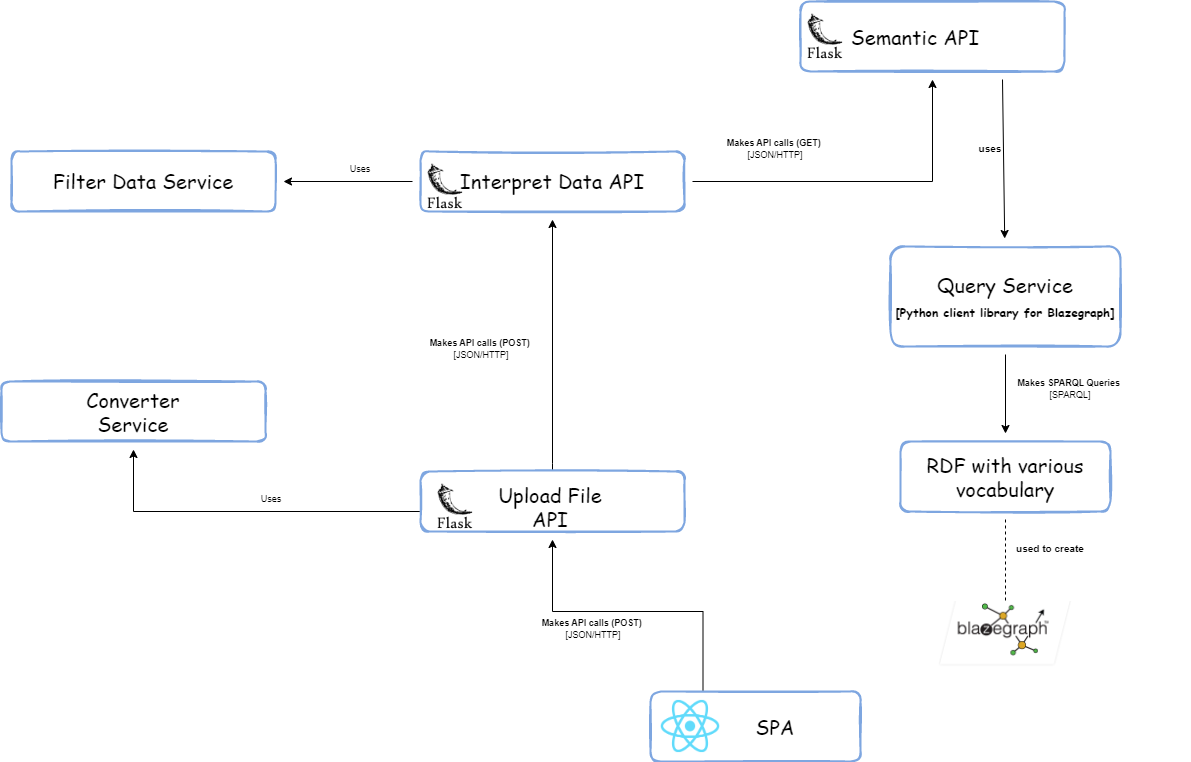 Flask
Semantic API
Makes API calls (GET)
[JSON/HTTP]
uses
Filter Data Service
Uses
Flask
Interpret Data API
Query Service
[Python client library for Blazegraph]
Makes API calls (POST)
[JSON/HTTP]
Makes SPARQL Queries
[SPARQL]
Converter
Service
RDF with various
vocabulary
Uses
Flask
Upload File
API
used to create
Makes API calls (POST)
[JSON/HTTP]
blazegraph™
SPA